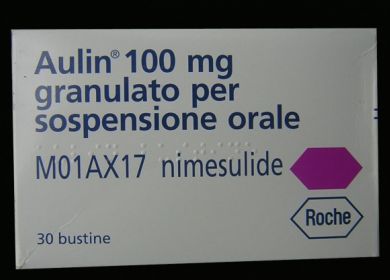 Aulin® 100 mg
granulato per
sospensione orale
M01AX17 nimesulide
Roche
30 bustine